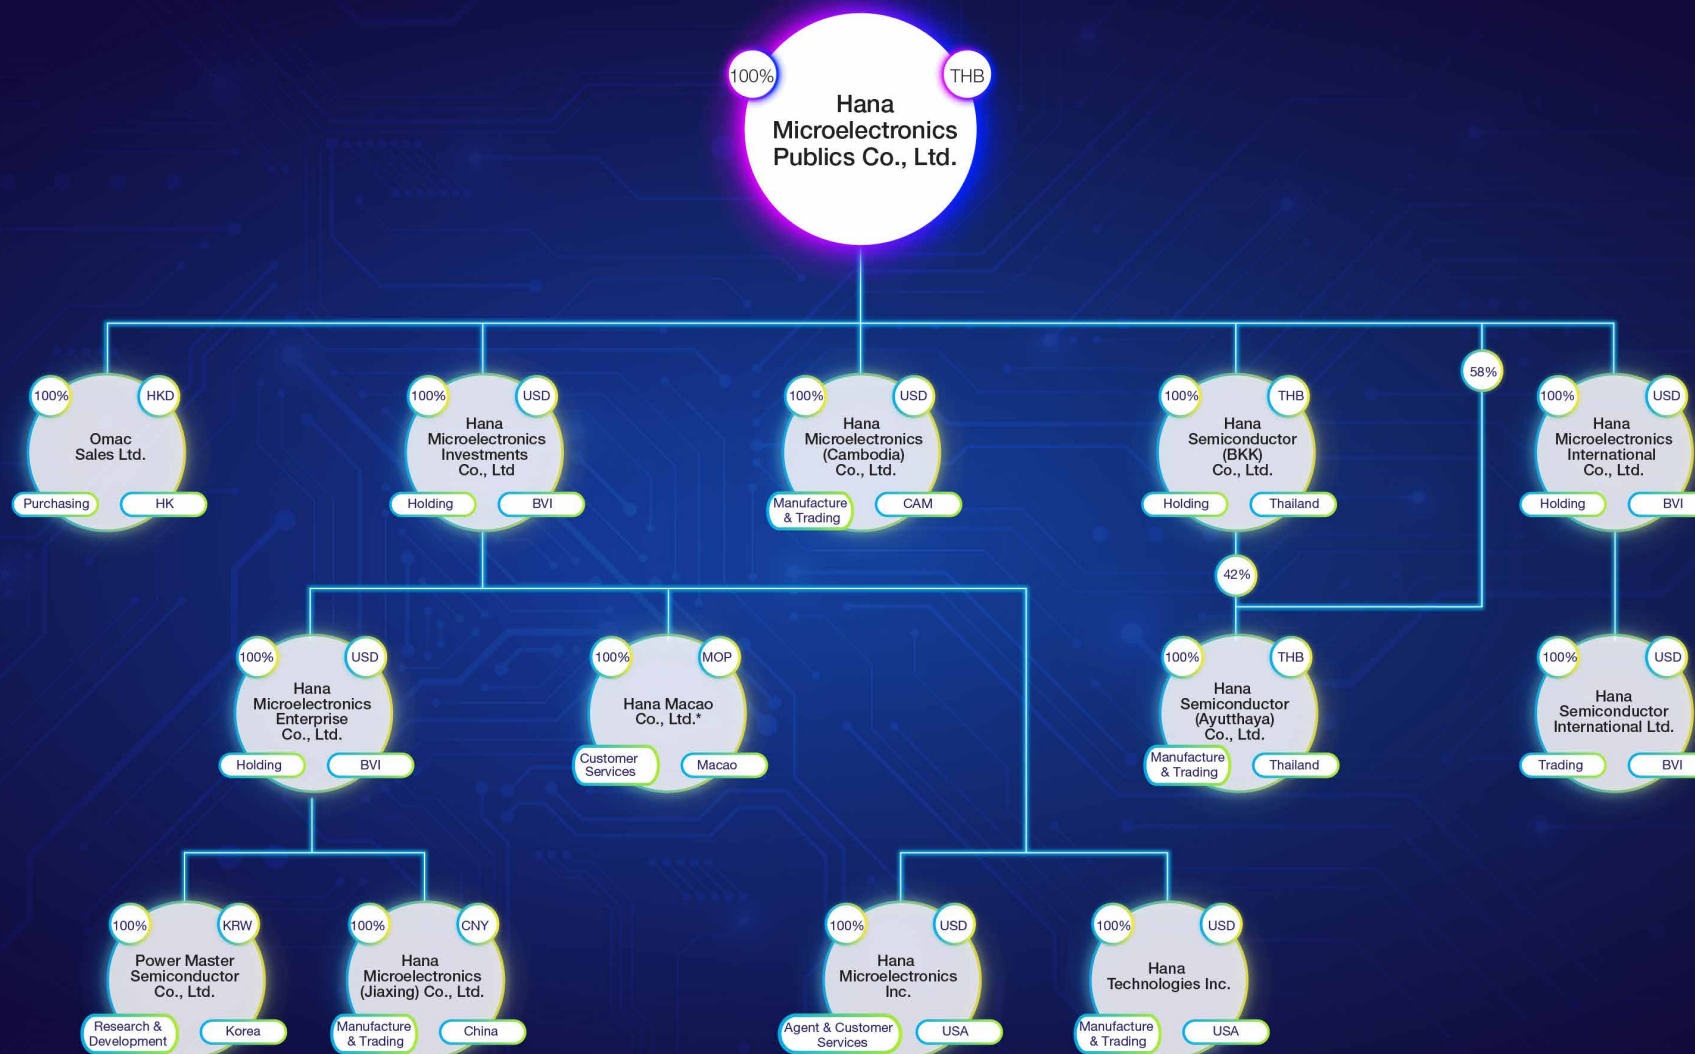 100%
THB
Hana
Microelectronics
Publics Co., Ltd.
58%
100%
HKD
Omac
Sales Ltd.
Purchasing
HK
100%
USD
Hana
Microelectronics
Investments
Co., Ltd
Holding
BVI
100%
USD
Hana
Microelectronics
(Cambodia)
Co., Ltd.
Manufacture
& Trading
CAM
100%
THB
Hana
Semiconductor
(BKK)
Co., Ltd.
Holding
Thailand
100%
USD
Hana
Microelectronics
International
Co., Ltd.
Holding
BVI
42%
100%
USD
Hana
Microelectronics
Enterprise
Co., Ltd.
Holding
BVI
100%
MOP
Hana Macao
Co., Ltd.*
Customer
Services
Macao
100%
THB
Hana
Semiconductor
(Ayutthaya)
Co., Ltd.
Manufacture
& Trading
Thailand
100%
USD
Hana
Semiconductor
International Ltd.
Trading
BVI
100%
KRW
Power Master
Semiconductor
Co., Ltd.
Research &
Development
Korea
100%
CNY
Hana
Microelectronics
(Jiaxing) Co., Ltd.
Manufacture
& Trading
China
100%
USD
Hana
Microelectronics
Inc.
Agent & Customer
Services
USA
100%
USD
Hana
Technologies Inc.
Manufacture
& Trading
USA